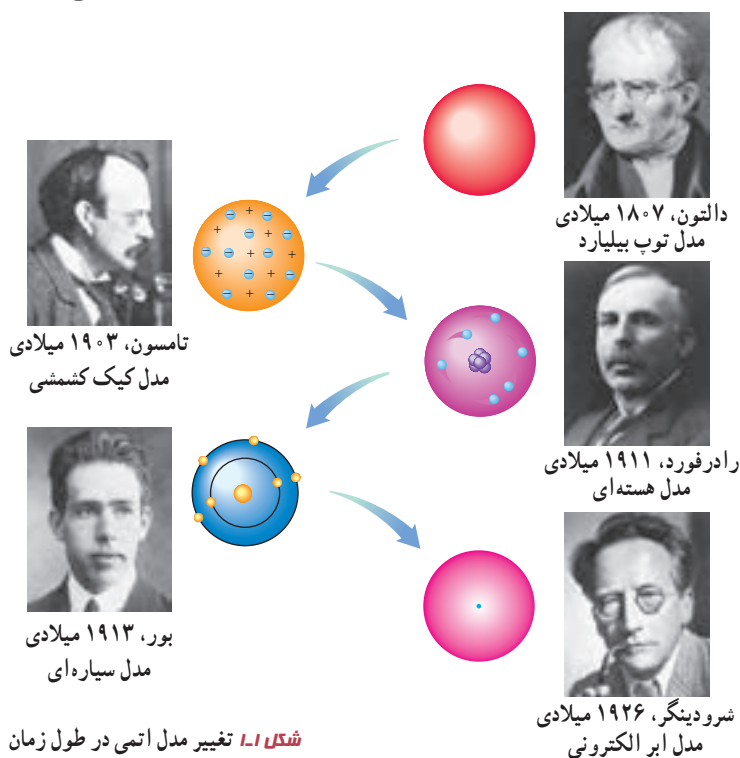 دالتون، ۱۸۰۷ میلادی
مدل توپ بیلیارد
تامسون، ۱۹۰۳ میلادی
مدل کیک کشمشی
رادرفورد، ۱۹۱۱ میلادی
مدل هسته‌ای
بور، ۱۹۱۳ میلادی
مدل سیاره‌ای
شرودینگر، ۱۹۲۶ میلادی
مدل ابر الکترونی
شکل ۱ـ۱ تغییر مدل اتمی در طول زمان